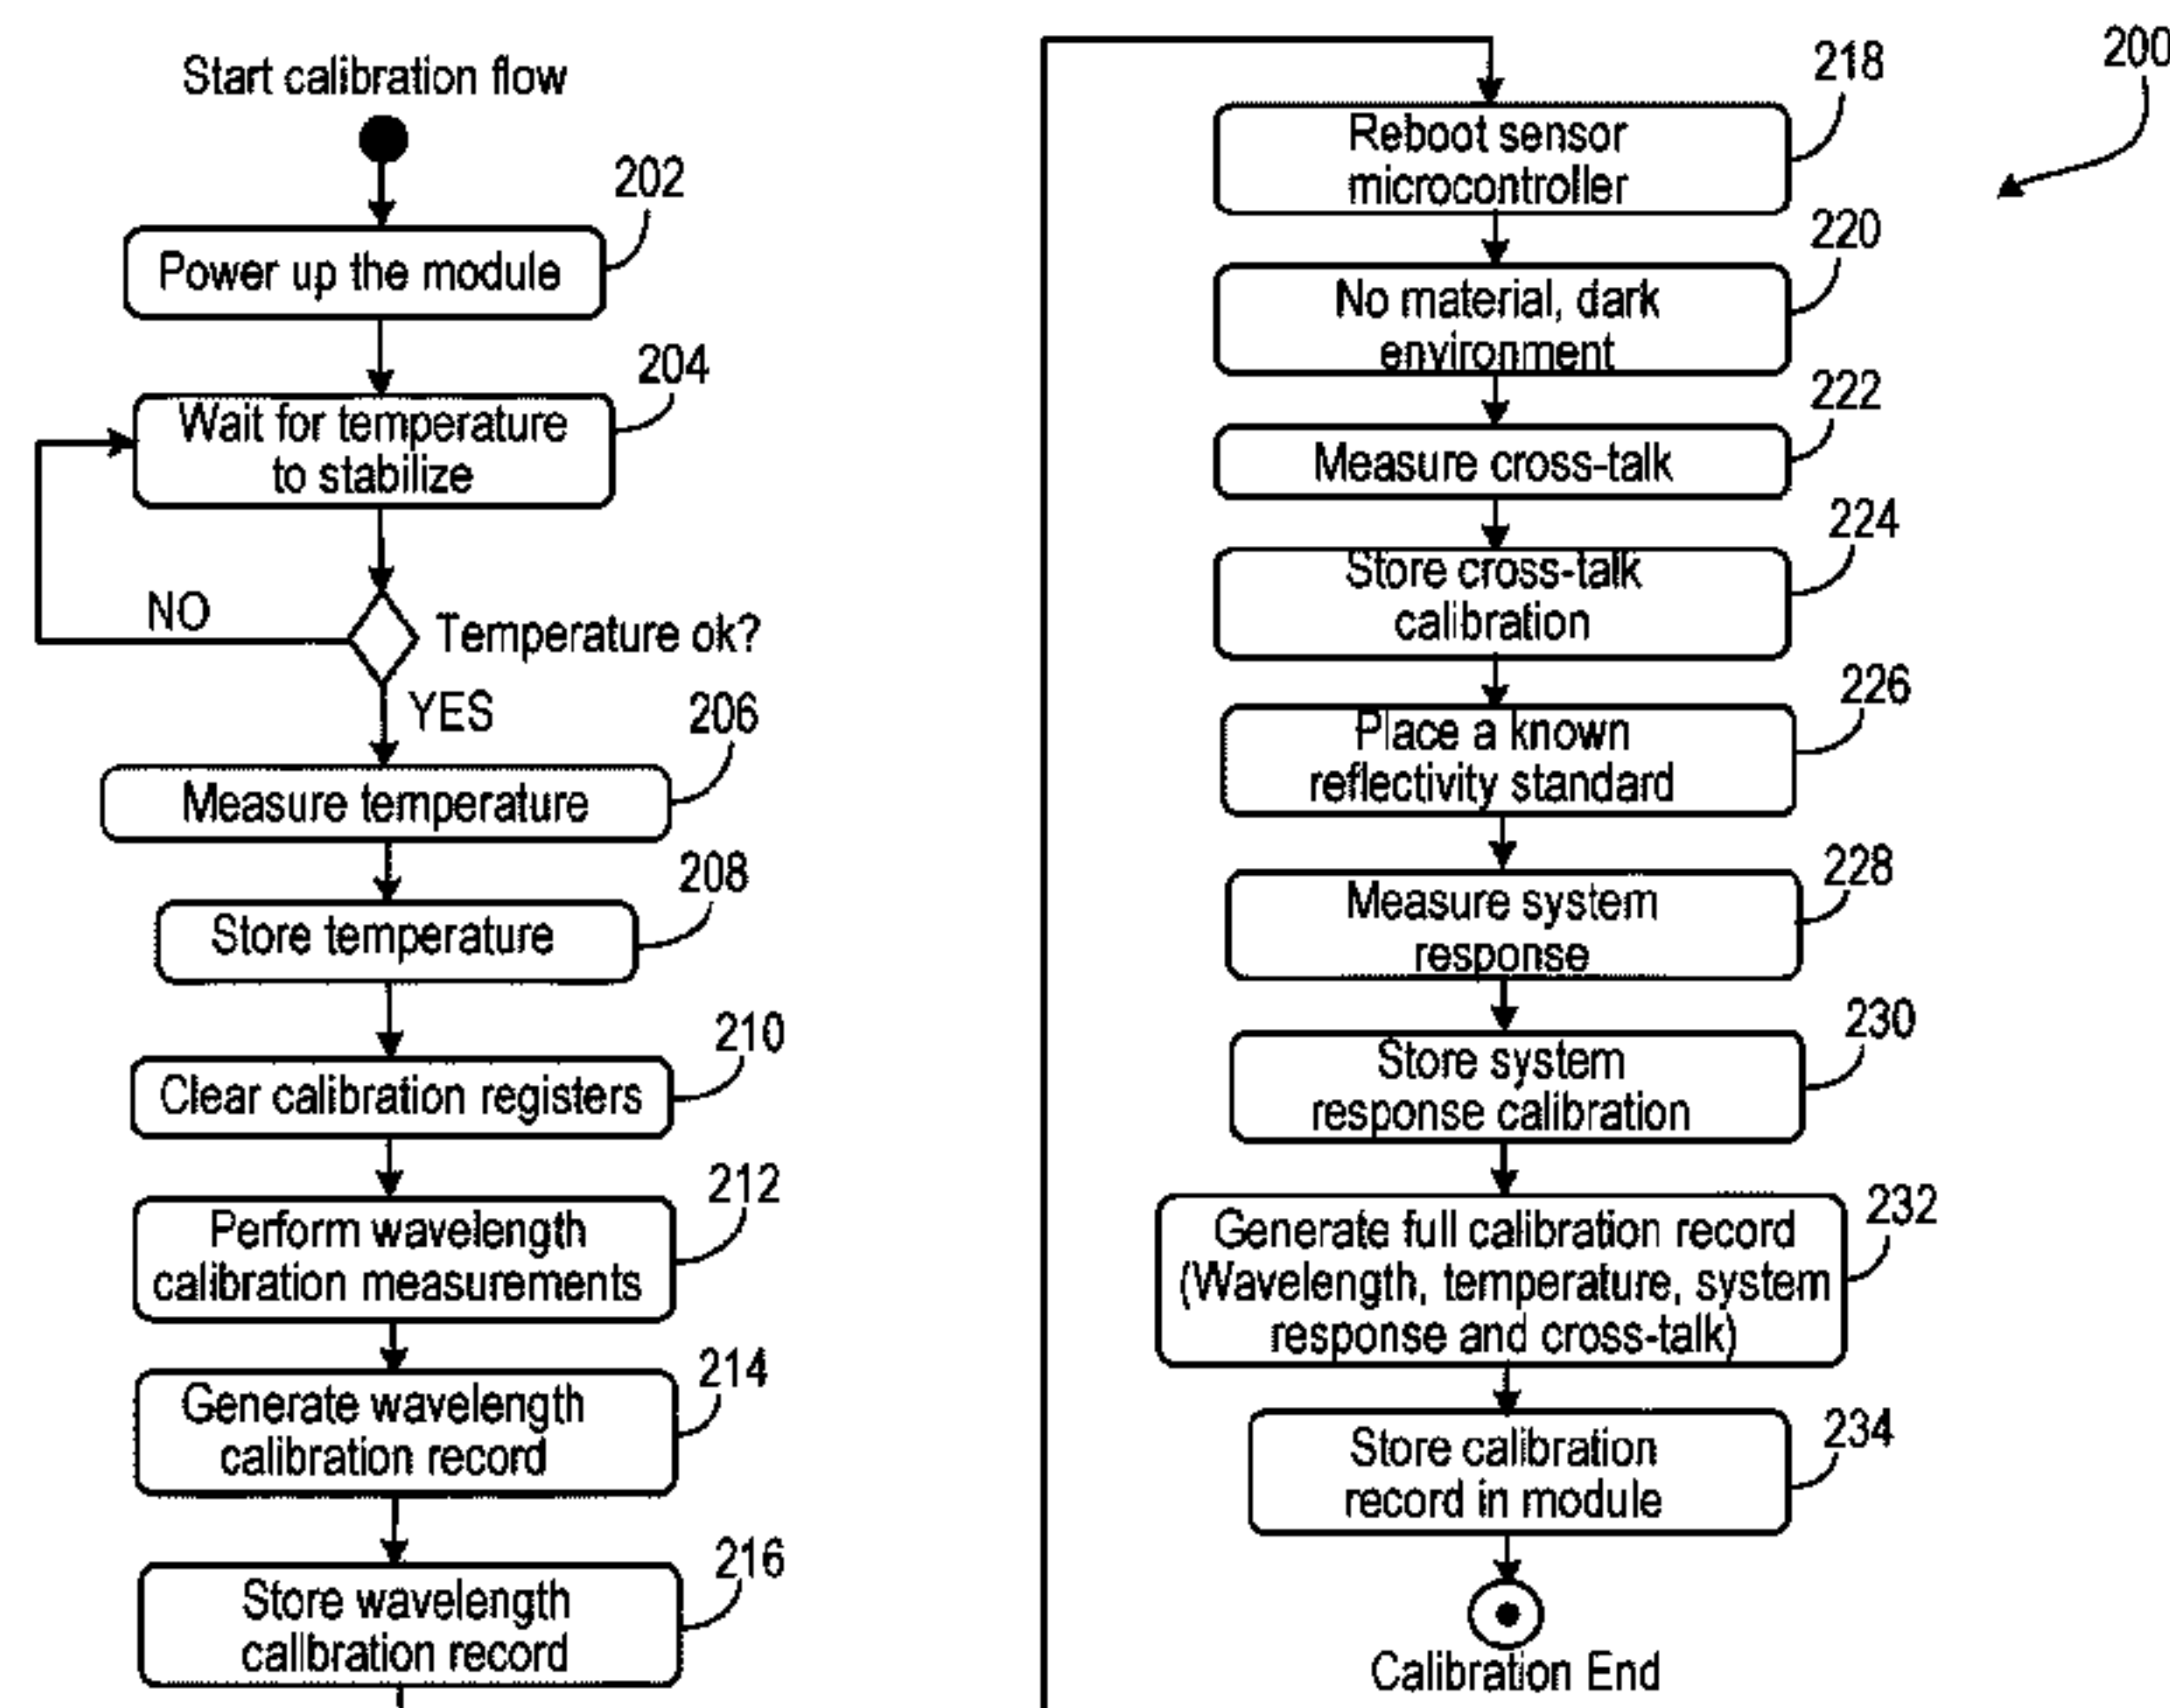 Start calibration flow
202
Power up the module
204
Wait for temperature
to stabilize
NO
Temperature ok?
YES
206
Measure temperature
208
Store temperature
210
Clear calibration registers
212
Perform wavelength
calibration measurements
214
Generate wavelength
calibration record
216
Store wavelength
calibration record
200
218
Reboot sensor
microcontroller
220
No material, dark
environment
222
Measure cross-talk
224
Store cross-talk
calibration
226
Place a known
reflectivity standard
228
Measure system
response
230
Store system
response calibration
232
Generate full calibration record
(Wavelength, temperature, system
response and cross-talk)
234
Store calibration
record in module
Calibration End